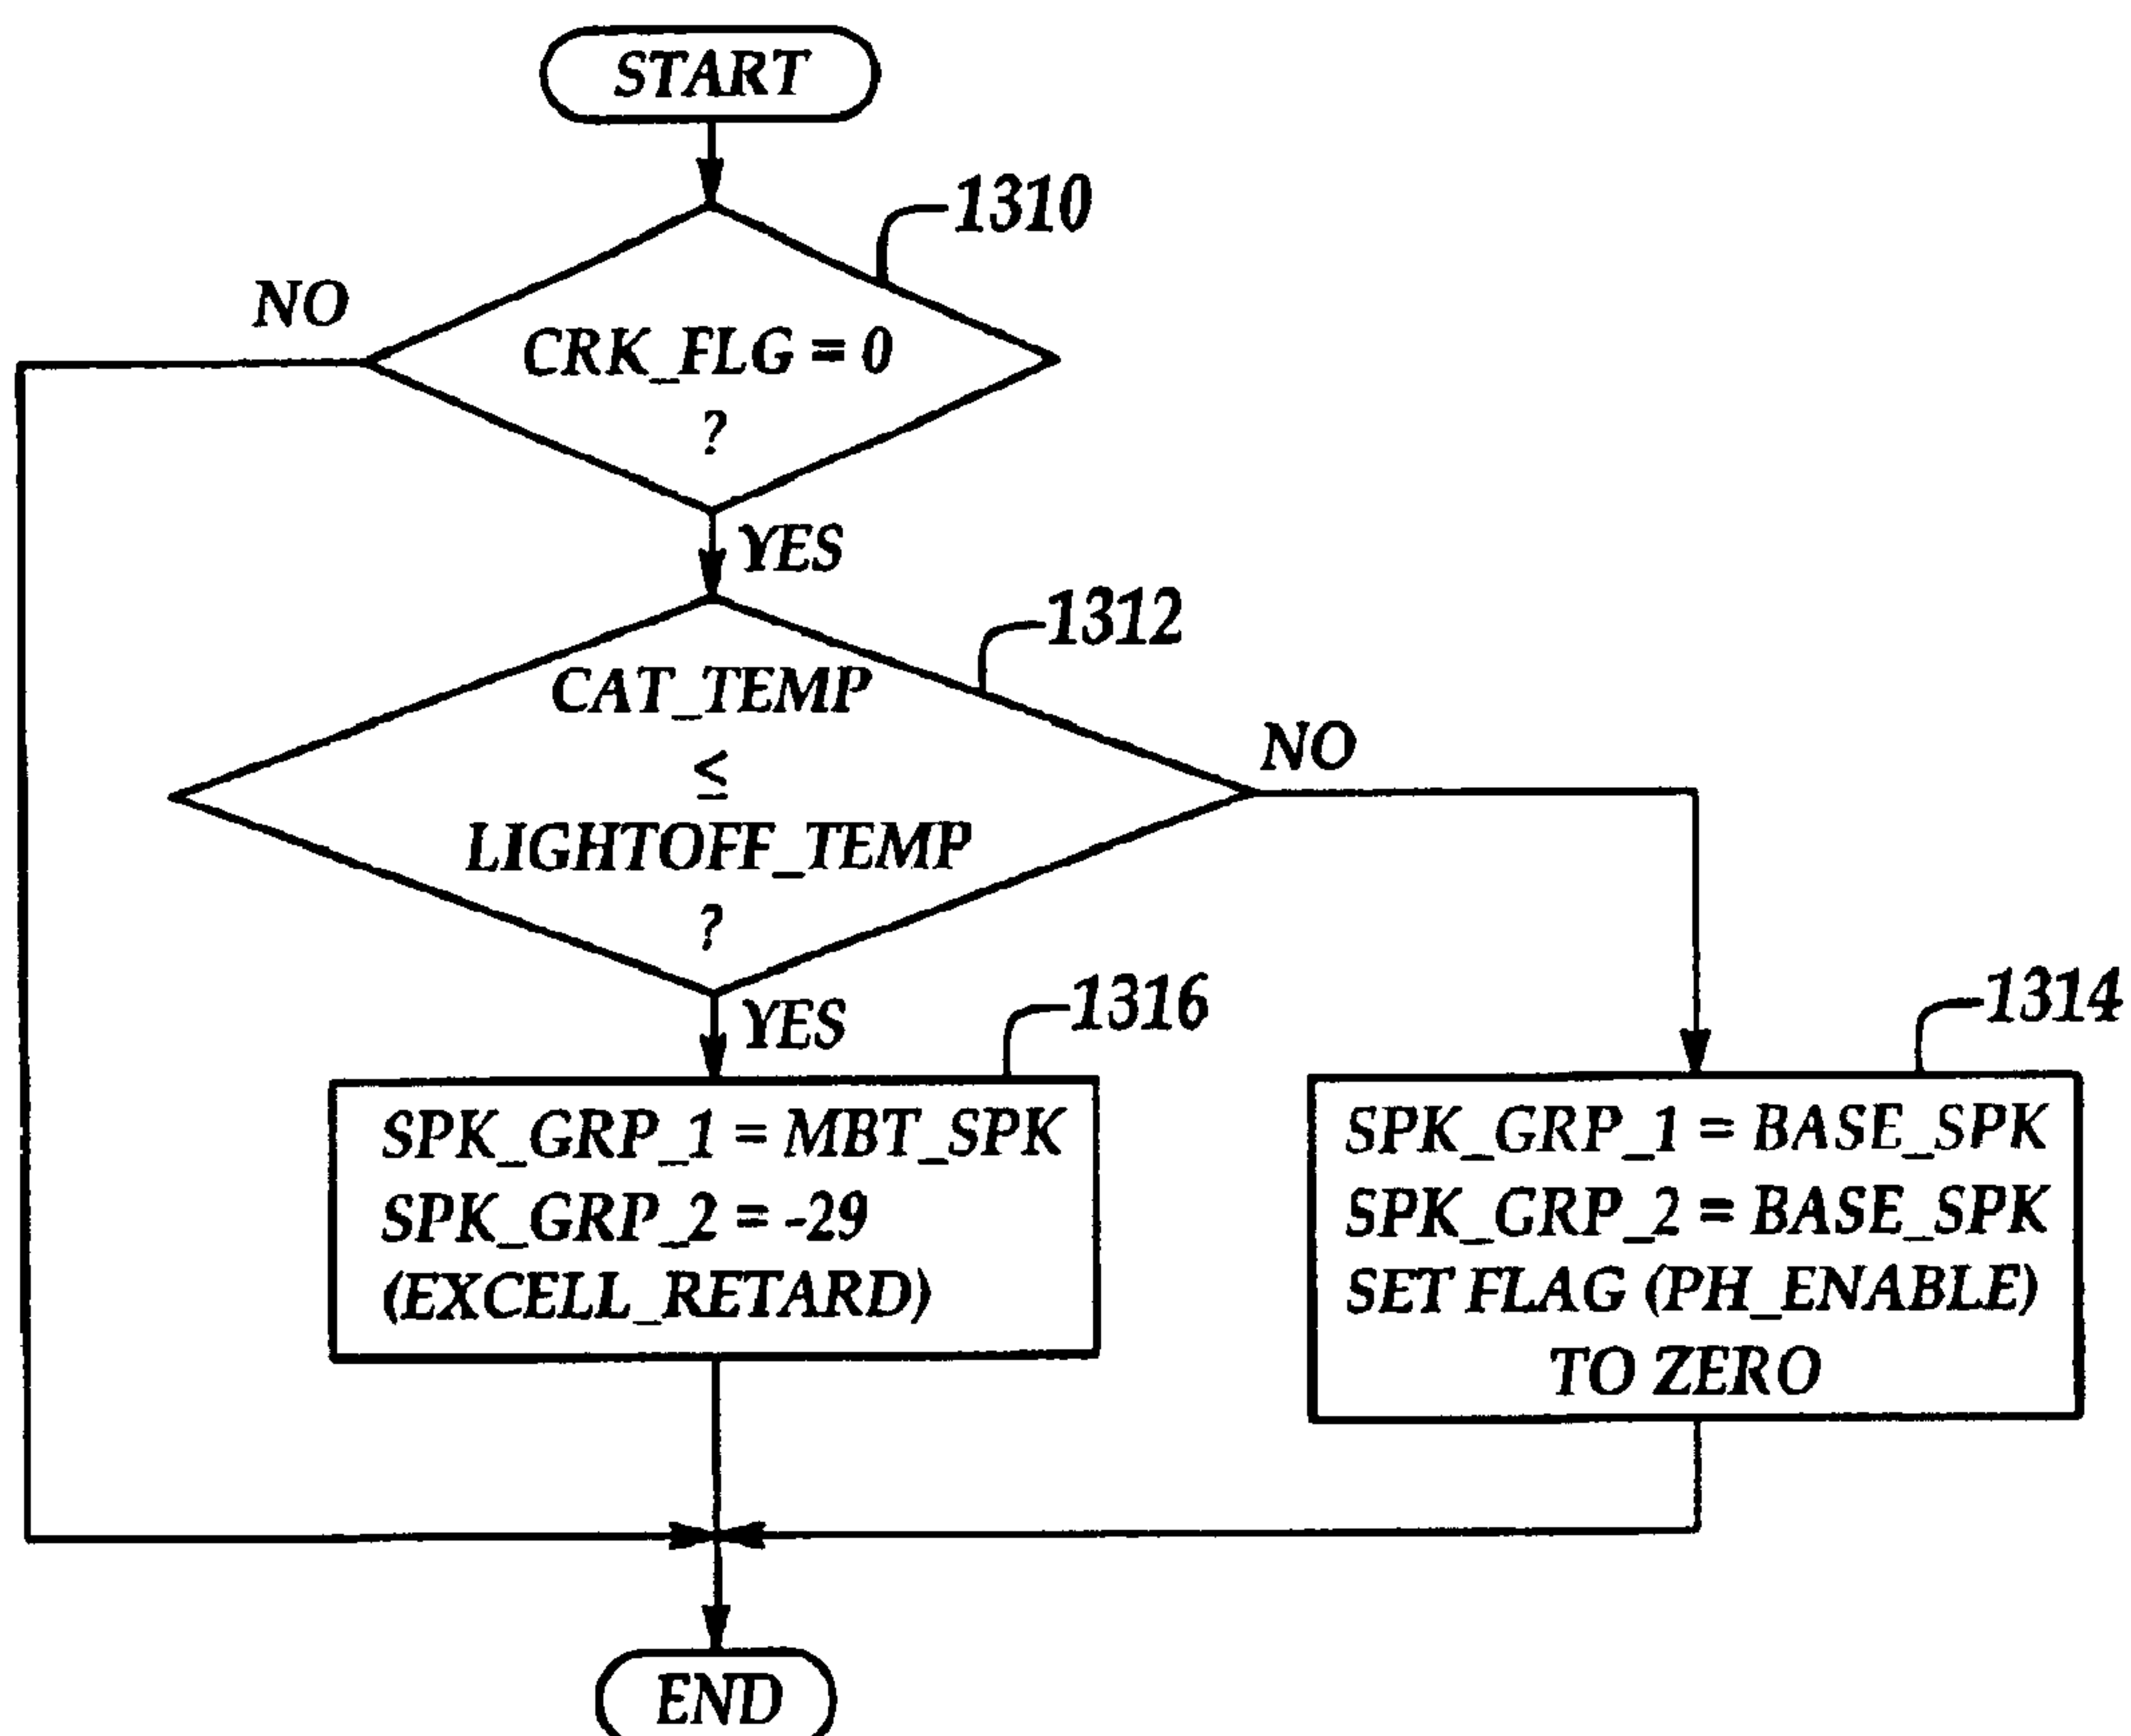 START
1310
NO
CRK_FLG = 0
?
YES
1312
CAT_TEMP
≤
LIGHTOFF_TEMP
?
NO
YES
1316
SPK_GRP_1 = MBT_SPK
SPK_GRP_2 = -29
(EXCELL_RETARD)
1314
SPK_GRP_1 = BASE_SPK
SPK_GRP_2 = BASE_SPK
SET FLAG (PH_ENABLE)
TO ZERO
END